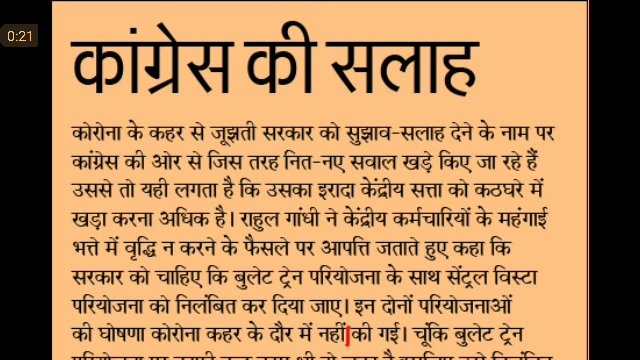 0:21
कांग्रेस की सलाह
कोरोना के कहर से जूझती सरकार को सुझाव-सलाह देने के नाम पर
कांग्रेस की ओर से जिस तरह नित-नए सवाल खड़े किए जा रहे हैं
उससे तो यही लगता है कि उसका इरादा केंद्रीय सत्ता को कठघरे में
खड़ा करना अधिक है। राहुल गांधी ने केंद्रीय कर्मचारियों के महंगाई
भत्ते में वृद्धि न करने के फैसले पर आपत्ति जताते हुए कहा कि
सरकार को चाहिए कि बुलेट ट्रेन परियोजना के साथ सेंट्रल विस्टा
परियोजना को निलंबित कर दिया जाए। इन दोनों परियोजनाओं
की घोषणा कोरोना कहर के दौर में नहीं की गई। चूंकि बुलेट ट्रेन